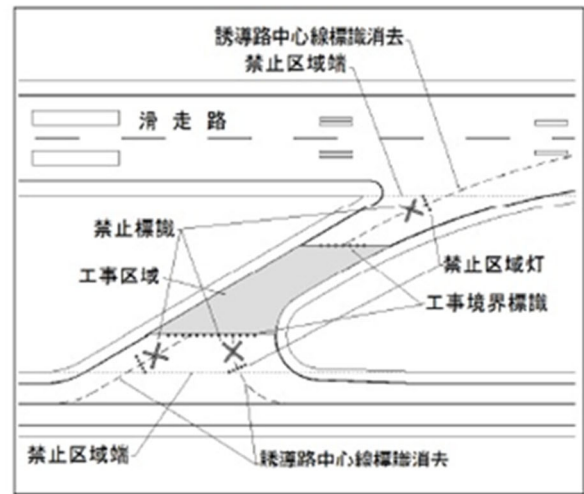 誘導路中心線標識消去
禁止区域端
滑走路
禁止標識
工事区域
禁止区域灯
工事境界標識
禁止区域端
誘導路中心線標識消去